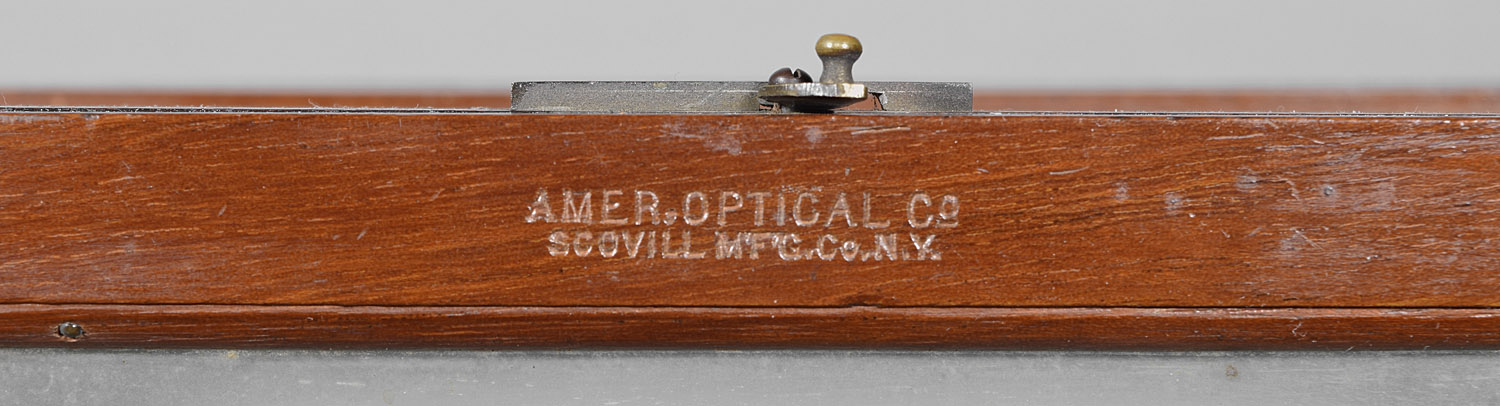 AMER. OPTICAL Co
SCOVILL M'F'G. Co. N.Y.